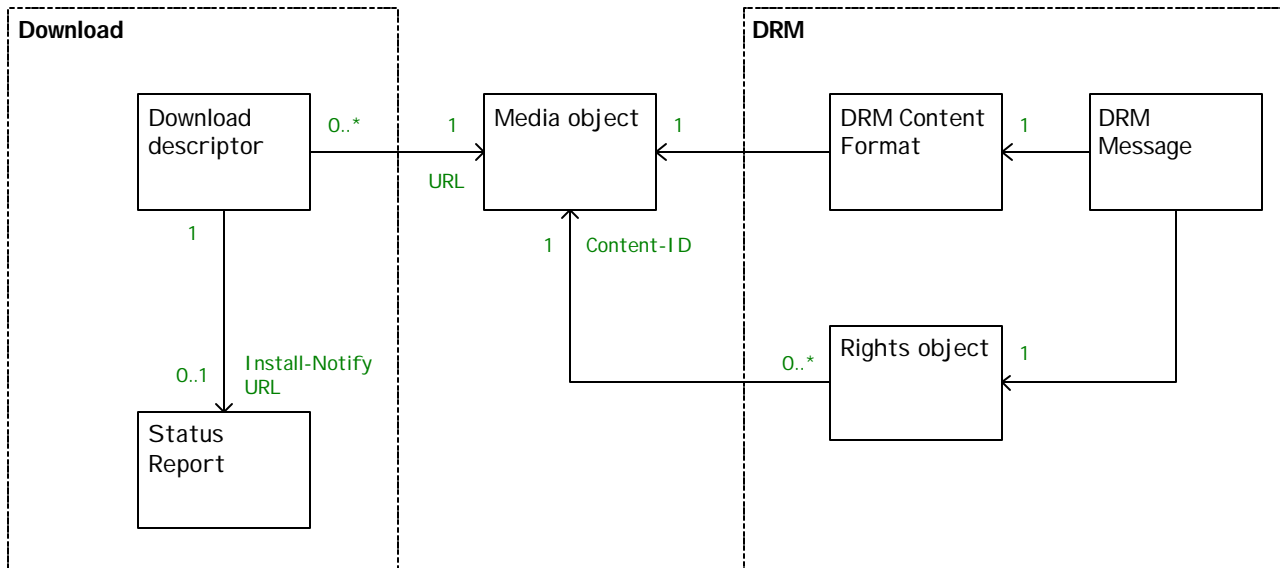 Download
DRM
Download
descriptor
0..*
1
URL
Media object
1
DRM Content
Format
1
DRM
Message
1
1
Content-ID
Rights object
1
0..*
0..1
Install-Notify
URL
Status
Report